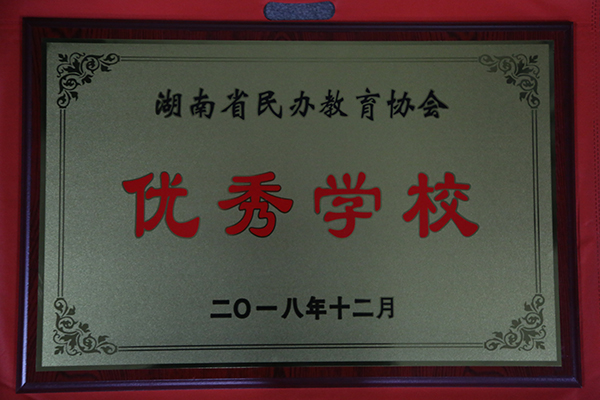 湖南省民办教育协会
优秀学校
二〇一八年十二月